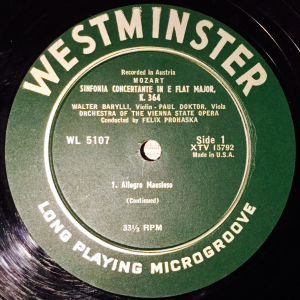 WESTMINSTER
Recorded in Austria
MOZART
SINFONIA CONCERTANTE IN E FLAT MAJOR,
K. 364
WALTER BARYLLI, Violin - PAUL DOKTOR, Viola
ORCHESTRA OF THE VIENNA STATE OPERA
Conducted by FELIX PROHASKA
WL 5107
Side 1
XTV 15792
Made in U.S.A.
1. Allegro Maestoso
(Continued)
33⅓ RPM
LONG PLAYING MICROGROOVE